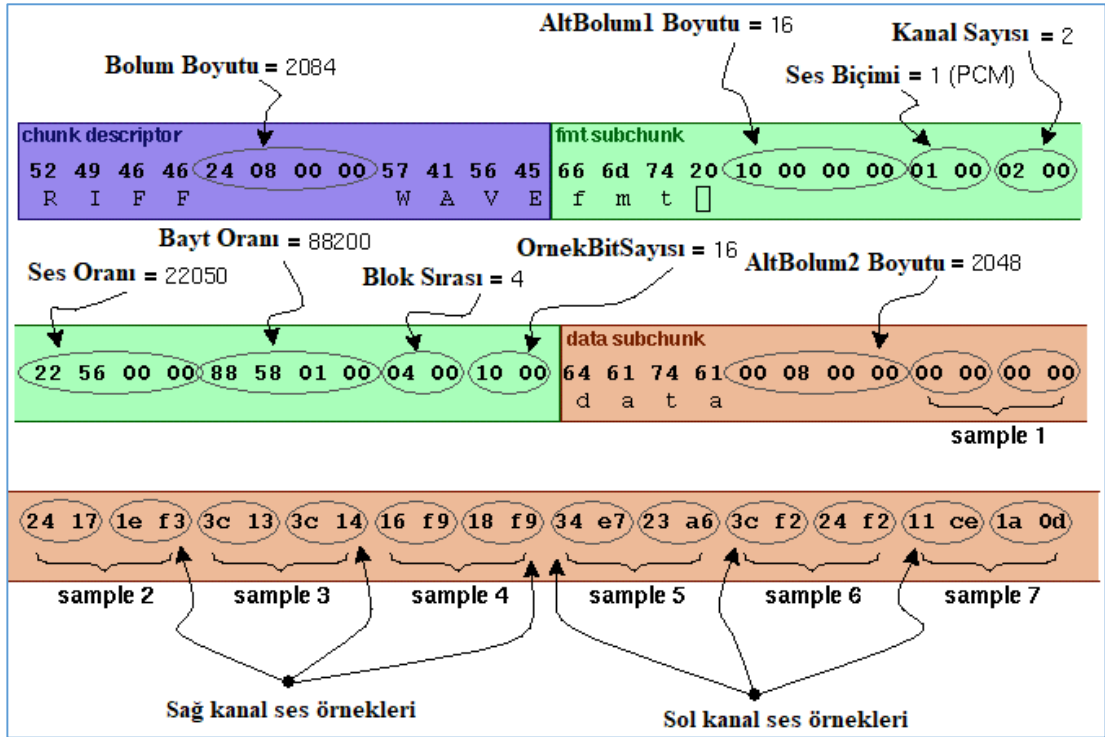 AltBolum1 Boyutu = 16
Kanal Sayısı = 2
Bolum Boyutu = 2084
Ses Biçimi = 1 (PCM)
chunk descriptor
fmt subchunk
52 49 46 46 24 08 00 00 57 41 56 45 66 6d 74 20 10 00 00 00 01 00 02 00
R I F F W A V E f m t
Bayt Oranı = 88200
OrnekBitSayısı = 16
Ses Oranı = 22050
Blok Sırası = 4
AltBolum2 Boyutu = 2048
data subchunk
22 56 00 00 88 58 01 00 04 00 10 00 64 61 74 61 00 08 00 00 00 00 00 00
d a t a
sample 1
24 17 1e f3 3c 13 3c 14 16 f9 18 f9 34 e7 23 a6 3c f2 24 f2 11 ce 1a 0d
sample 2 sample 3 sample 4 sample 5 sample 6 sample 7
Sağ kanal ses örnekleri
Sol kanal ses örnekleri